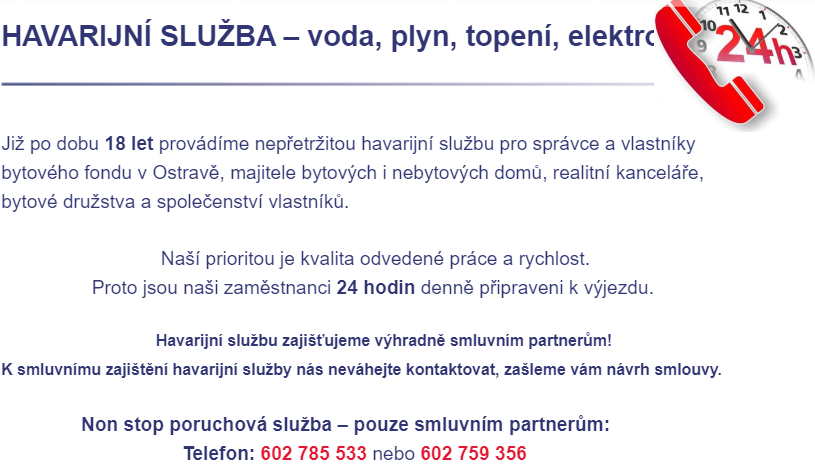 HAVARIJNÍ SLUŽBA – voda, plyn, topení, elektro
11 12 1
10 2
9 3
24h
Již po dobu 18 let provádíme nepřetržitou havarijní službu pro správce a vlastníky
bytového fondu v Ostravě, majitele bytových i nebytových domů, realitní kanceláře,
bytové družstva a společenství vlastníků.
Naší prioritou je kvalita odvedené práce a rychlost.
Proto jsou naši zaměstnanci 24 hodin denně připraveni k výjezdu.
Havarijní službu zajišťujeme výhradně smluvním partnerům!
K smluvnímu zajištění havarijní služby nás neváhejte kontaktovat, zašleme vám návrh smlouvy.
Non stop poruchová služba – pouze smluvním partnerům:
Telefon: 602 785 533 nebo 602 759 356